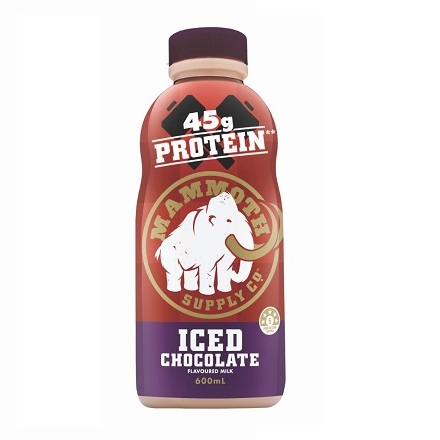 45g
PROTEIN**
MAMMOTH
SUPPLY Co.
ICED
CHOCOLATE
FLAVOURED MILK
600mL